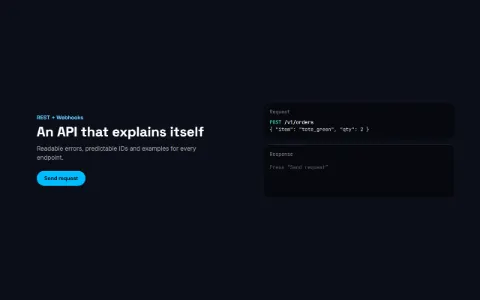 REST + Webhooks
An API that explains itself
Readable errors, predictable IDs and examples for every
endpoint.
Send request
Request
POST /v1/orders
{ "item": "tote_green", "qty": 2 }
Response
Press "Send request"